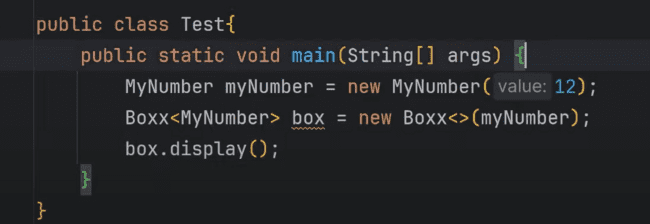 public class Test{
public static void main(String[] args) {
MyNumber myNumber = new MyNumber( value: 12);
Boxx<MyNumber> box = new Boxx<>(myNumber);
box.display();
}
}